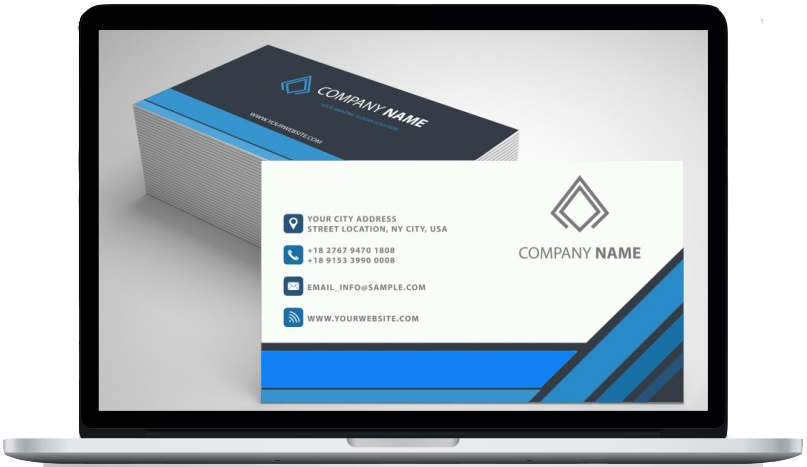 COMPANY NAME
WWW.YOURWEBSITE.COM
YOUR CITY ADDRESS
STREET LOCATION, NY CITY, USA
+18 2767 9470 1808
+18 9153 3990 0008
EMAIL_INFO@SAMPLE.COM
WWW.YOURWEBSITE.COM
COMPANY NAME